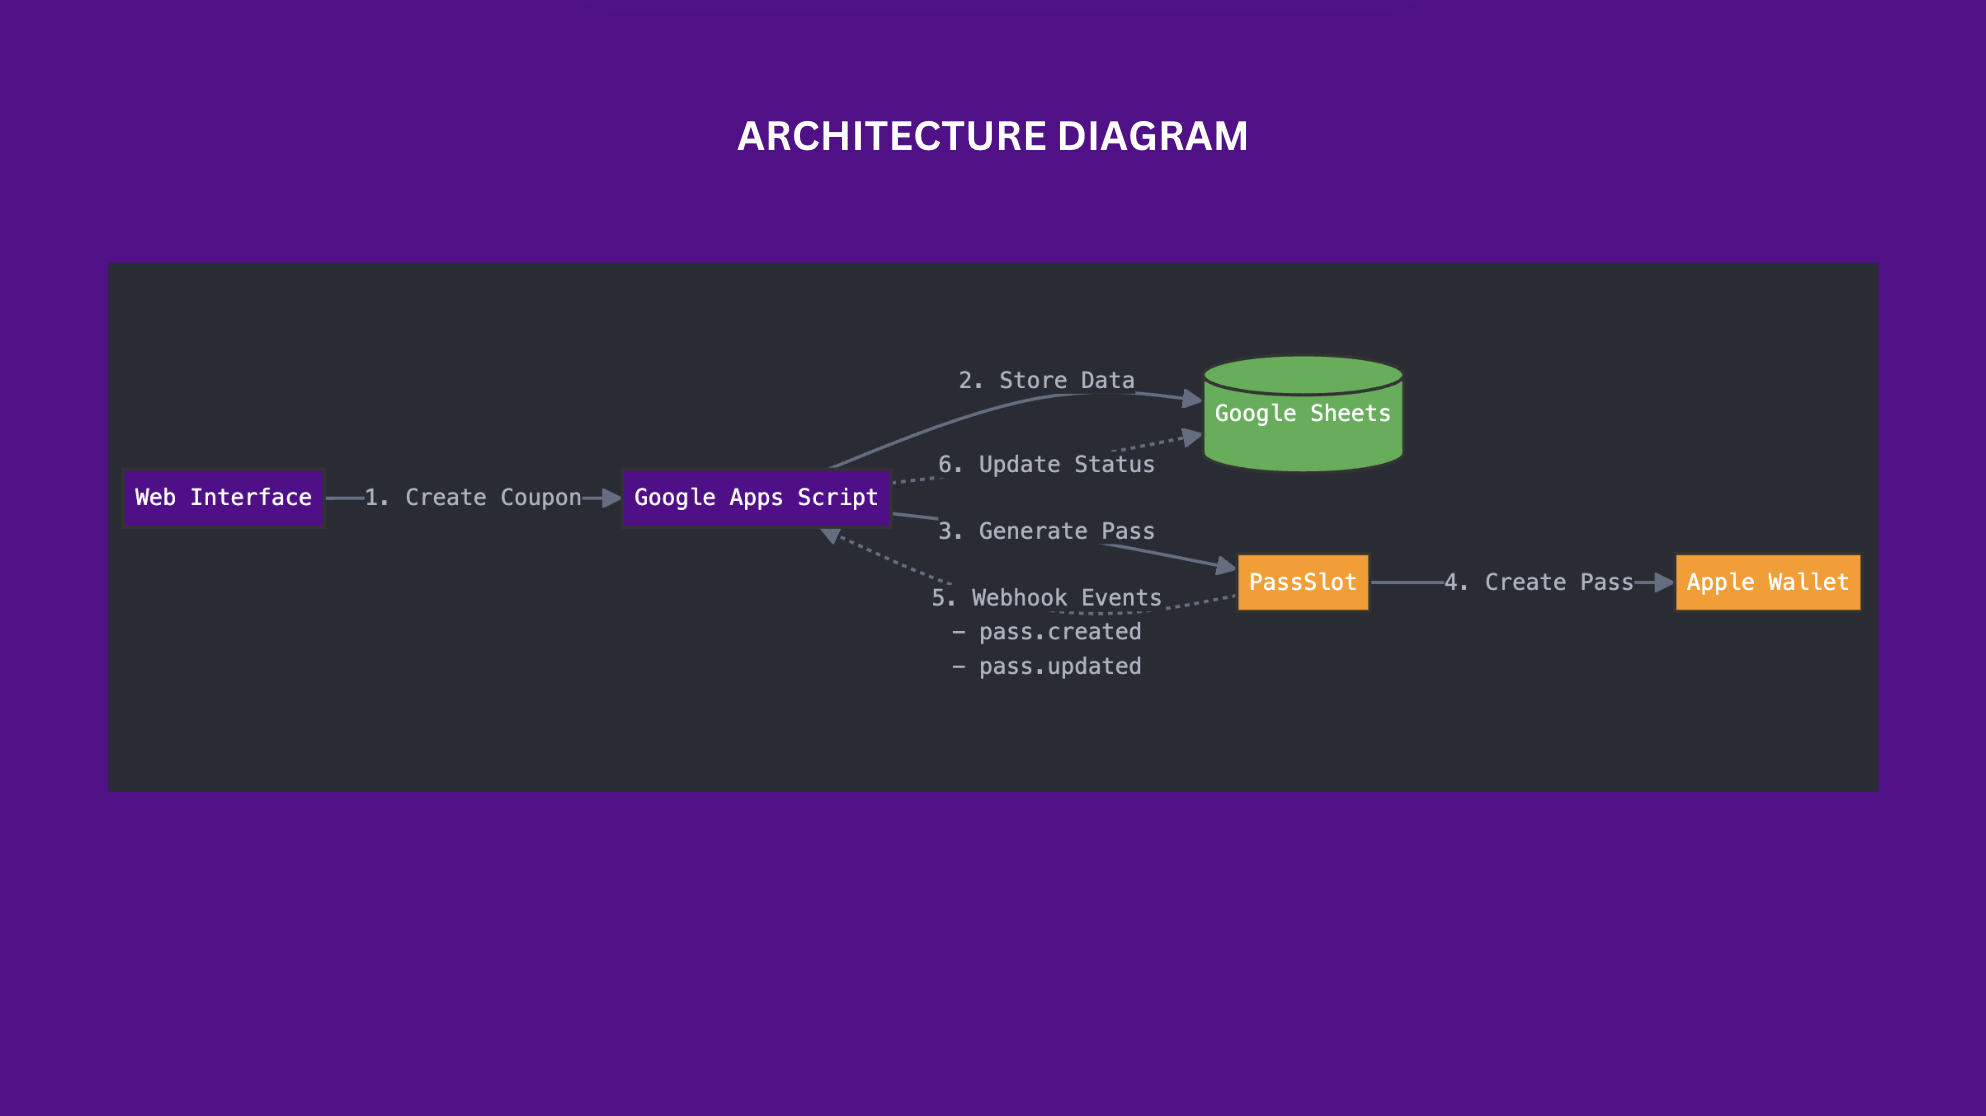 ARCHITECTURE DIAGRAM
2. Store Data
Google Sheets
6. Update Status
Web Interface
1. Create Coupon
Google Apps Script
3. Generate Pass
PassSlot
4. Create Pass
Apple Wallet
5. Webhook Events
- pass.created
- pass.updated